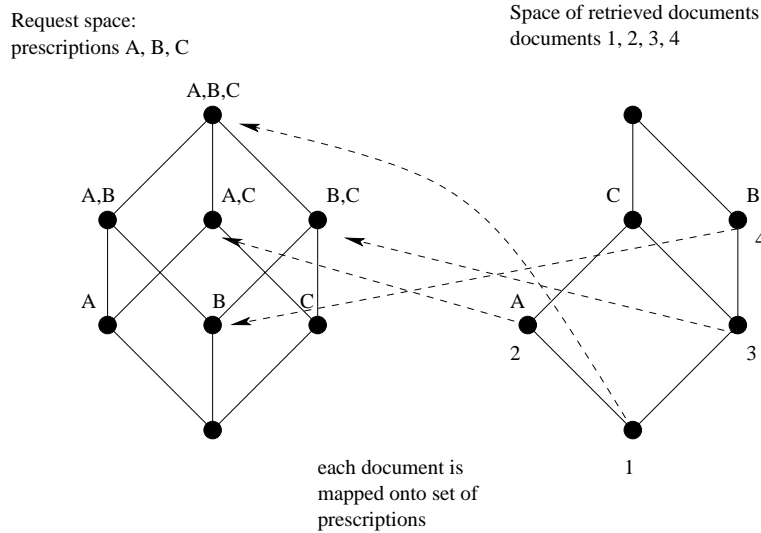 Request space:
prescriptions A, B, C
Space of retrieved documents
documents 1, 2, 3, 4
A,B,C
A,B
A,C
B,C
A
B
C
C
B
4
A
2
3
1
each document is
mapped onto set of
prescriptions